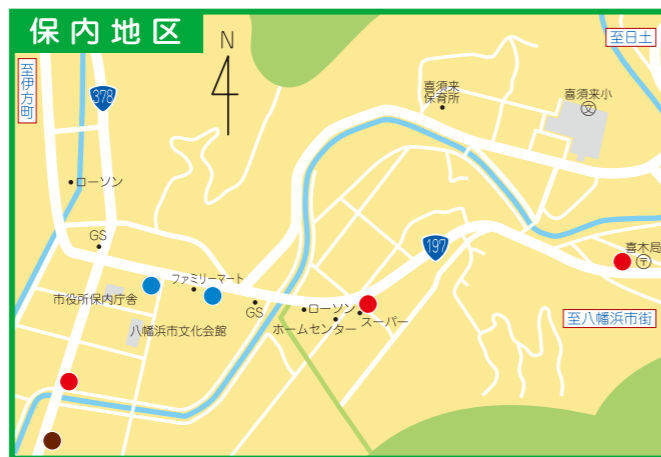 保内地区
N
至日土
至伊方町
378
喜須来
保育所
喜須来小
文
ローソン
GS
197
喜木局
〒
ファミリーマート
市役所保内庁舎
GS
ローソン
スーパー
ホームセンター
八幡浜市文化会館
至八幡浜市街